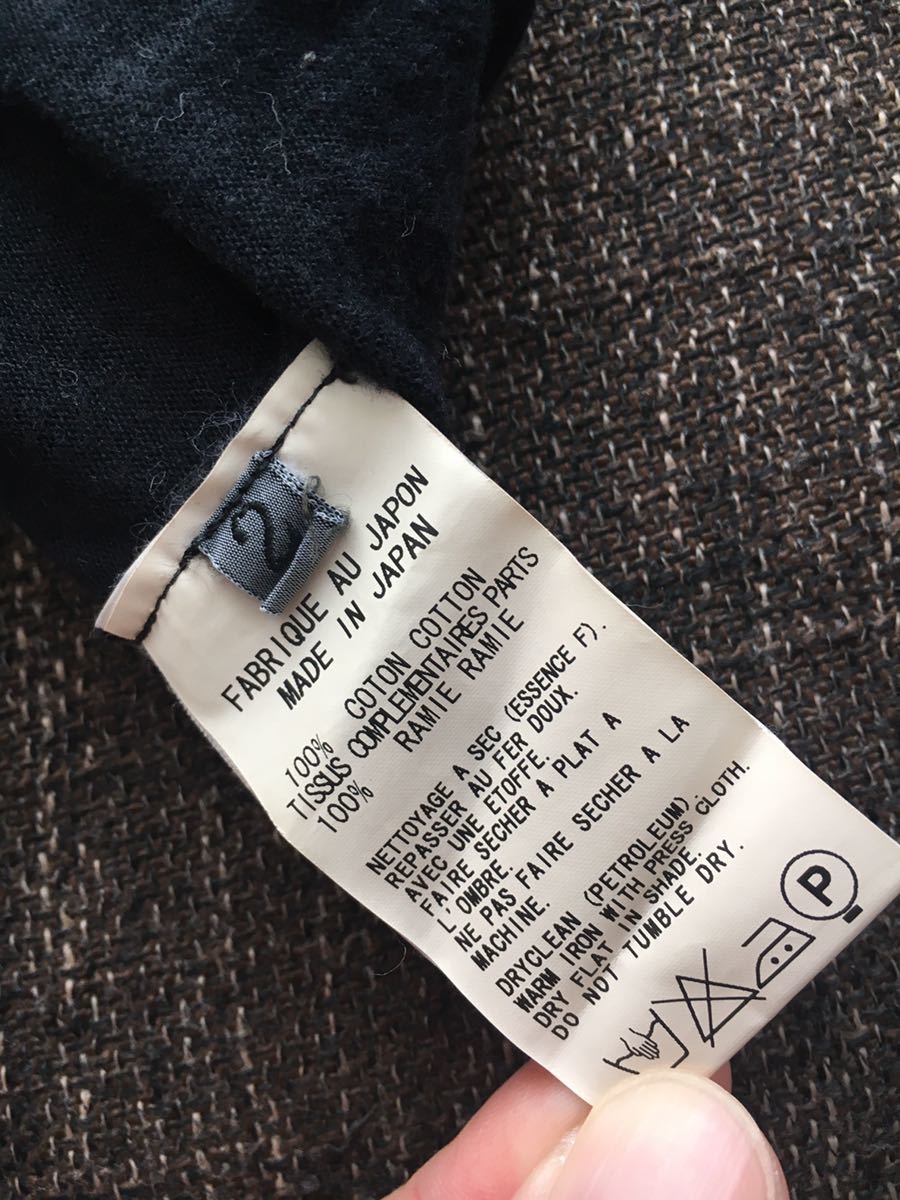 2
FABRIQUE AU JAPON
MADE IN JAPAN
100% COTON COTTON
TISSUS COMPLEMENTAIRES PARTS
100% RAMIE RAMIE
NETTOYAGE A SEC (ESSENCE F).
REPASSER AU FER DOUX.
AVEC UNE ETOFFE.
FAIRE SECHER A PLAT A
L'OMBRE.
NE PAS FAIRE SECHER A LA
MACHINE.
DRYCLEAN (PETROLEUM).
WARM IRON WITH PRESS CLOTH.
DRY FLAT IN SHADE.
DO NOT TUMBLE DRY.
P